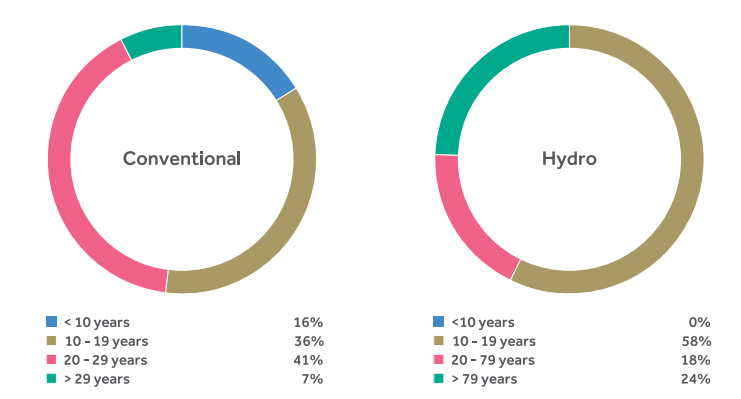 Conventional
Hydro
< 10 years 16%
10 - 19 years 36%
20 - 29 years 41%
> 29 years 7%
<10 years 0%
10 - 19 years 58%
20 - 79 years 18%
> 79 years 24%